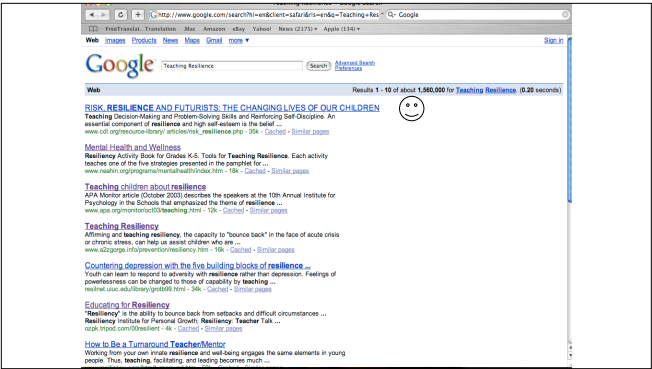 http://www.google.com/search?hl=en&client=safari&rls=en&q=Teaching+Res Google
FreeTranslat...Translation Mac Amazon eBay Yahoo! News (2175) Apple (134)
Web Images Products News Maps Gmail more Sign in
Google Teaching Resilience Search Advanced Search
Preferences
Web Results 1 - 10 of about 1,560,000 for Teaching Resilience. (0.20 seconds)
RISK, RESILIENCE AND FUTURISTS: THE CHANGING LIVES OF OUR CHILDREN
Teaching Decision-Making and Problem-Solving Skills and Reinforcing Self-Discipline. An
essential component of resilience and high self-esteem is the belief ...
www.cdl.org/resource-library/ articles/risk_resilience.php - 35k - Cached - Similar pages
Mental Health and Wellness
Resiliency Activity Book for Grades K-5. Tools for Teaching Resilience. Each activity
teaches one of the five strategies presented in the pamphlet for ...
www.neahin.org/programs/mentalhealth/index.htm - 18k - Cached - Similar pages
Teaching children about resilience
APA Monitor article (October 2003) describes the speakers at the 10th Annual Institute for
Psychology in the Schools that emphasized the theme of resilience ...
www.apa.org/monitor/oct03/teaching.html - 12k - Cached - Similar pages
Teaching Resiliency
Affirming and teaching resiliency, the capacity to "bounce back" in the face of acute crisis
or chronic stress, can help us assist children who are ...
www.a2zgorge.info/prevention/resiliency.htm - 16k - Cached - Similar pages
Countering depression with the five building blocks of resilience ...
Youth can learn to respond to adversity with resilience rather than depression. Feelings of
powerlessness can be changed to those of capability by teaching ...
resilnet.uiuc.edu/library/grotb99.html - 34k - Cached - Similar pages
Educating for Resiliency
"Resiliency" is the ability to bounce back from setbacks and difficult circumstances ...
Resiliency Institute for Personal Growth; Resiliency: Teacher Talk ...
ozpk.tripod.com/00resilient - 4k - Cached - Similar pages
How to Be a Turnaround Teacher/Mentor
Working from your own innate resilience and well-being engages the same elements in young
people. Thus, teaching, facilitating, and leading becomes much ...